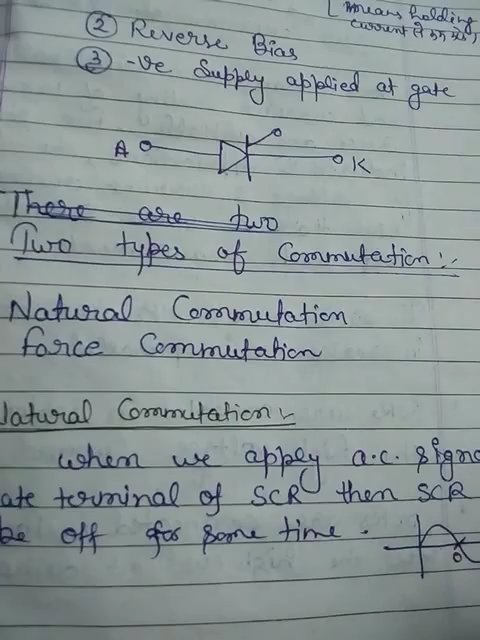 [means holding
current से कम हो,
② Reverse Bias
③ -ve Supply applied at gate
A K
There are two
Two types of Commutation :-
Natural Commutation
force Commutation
Natural Commutation :-
when we apply a.c. signa
ate terminal of SCR then SCR
be off for some time.